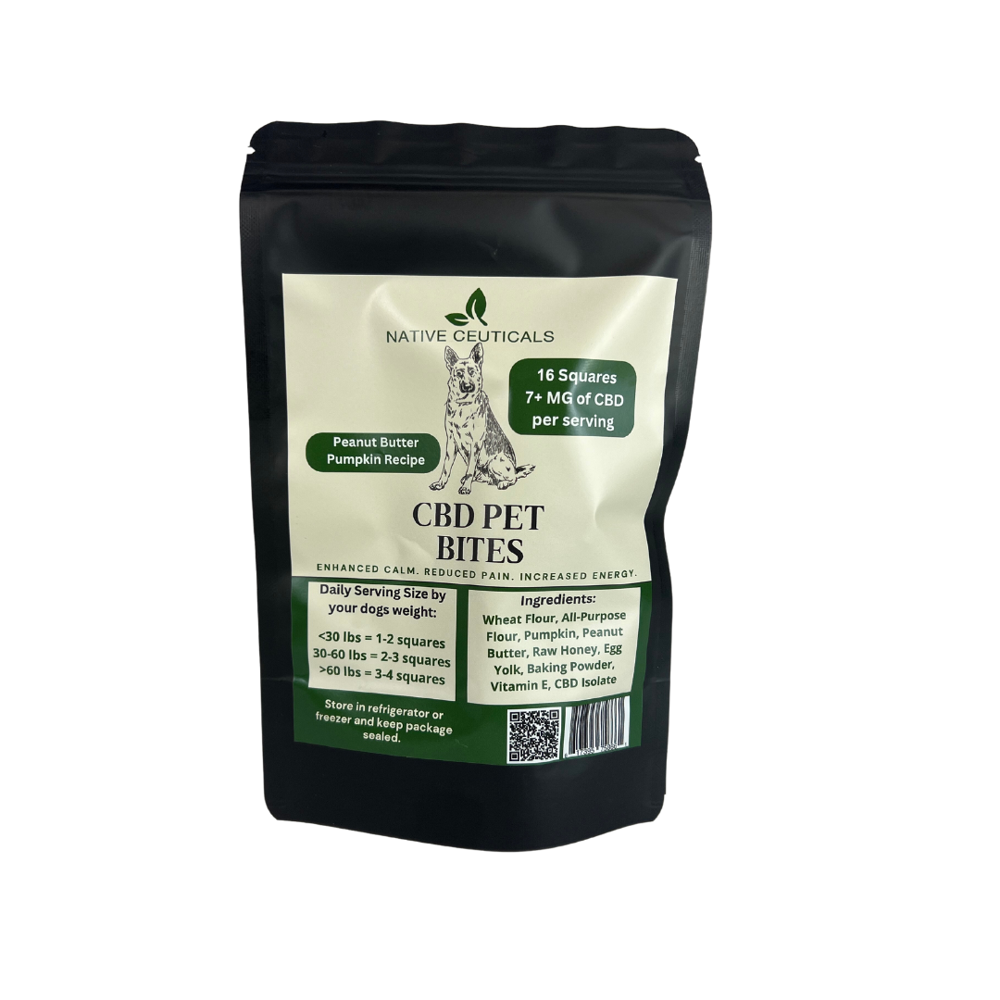 NATIVE CEUTICALS
16 Squares
7+ MG of CBD
per serving
Peanut Butter
Pumpkin Recipe
CBD PET
BITES
ENHANCED CALM. REDUCED PAIN. INCREASED ENERGY.
Daily Serving Size by
your dogs weight:
<30 lbs = 1-2 squares
30-60 lbs = 2-3 squares
>60 lbs = 3-4 squares
Ingredients:
Wheat Flour, All-Purpose
Flour, Pumpkin, Peanut
Butter, Raw Honey, Egg
Yolk, Baking Powder,
Vitamin E, CBD Isolate
Store in refrigerator or
freezer and keep package
sealed.